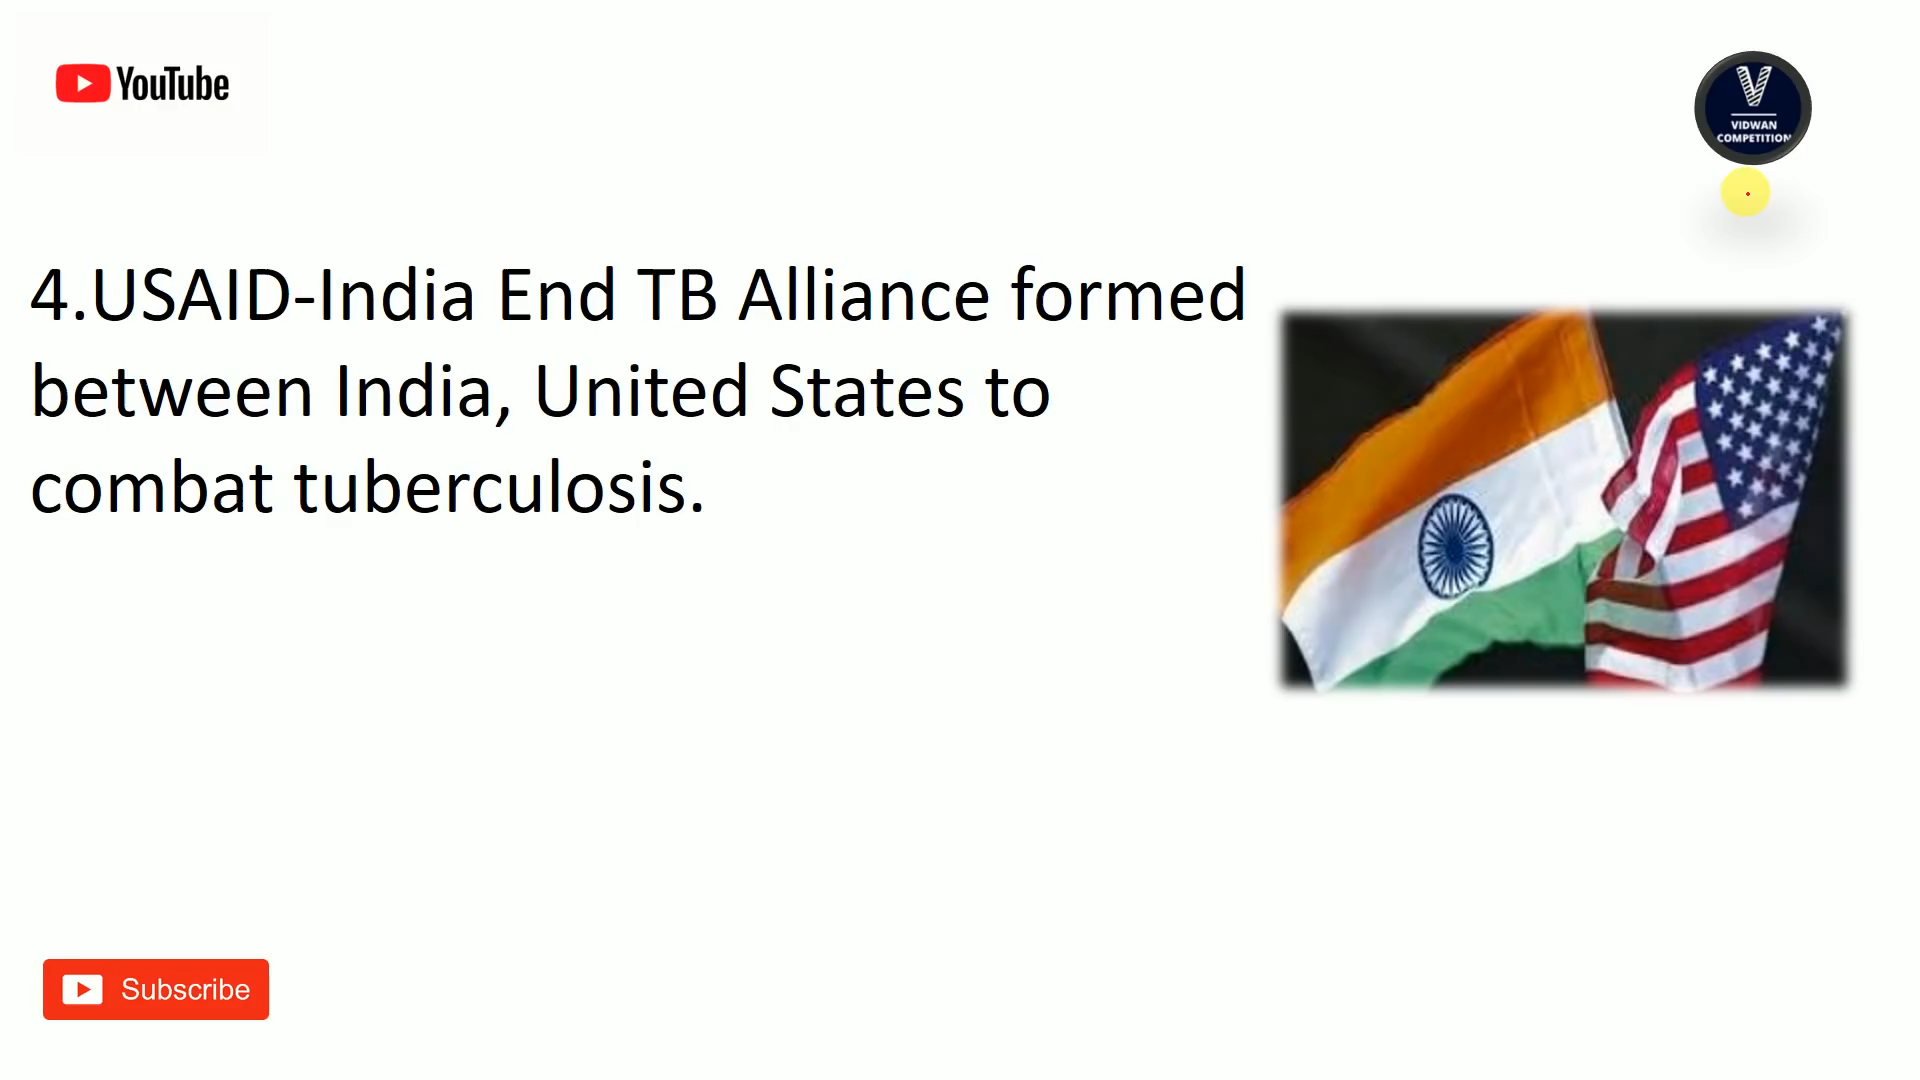 YouTube
V
VIDWAN
COMPETITION
4.USAID-India End TB Alliance formed
between India, United States to
combat tuberculosis.
Subscribe